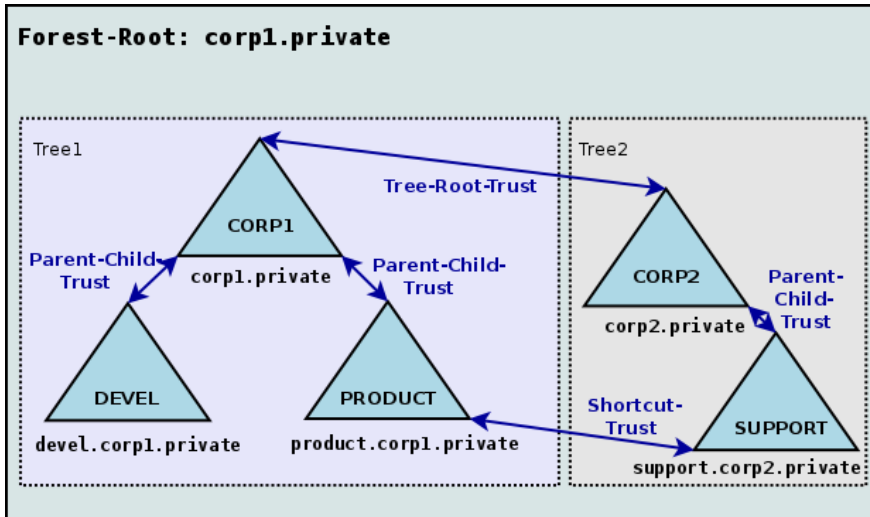 Forest-Root: corp1.private
Tree1
Tree2
Tree-Root-Trust
CORP1
corp1.private
Parent-Child-
Trust
Parent-Child-
Trust
CORP2
corp2.private
Parent-
Child-
Trust
DEVEL
devel.corp1.private
PRODUCT
product.corp1.private
Shortcut-
Trust
SUPPORT
support.corp2.private